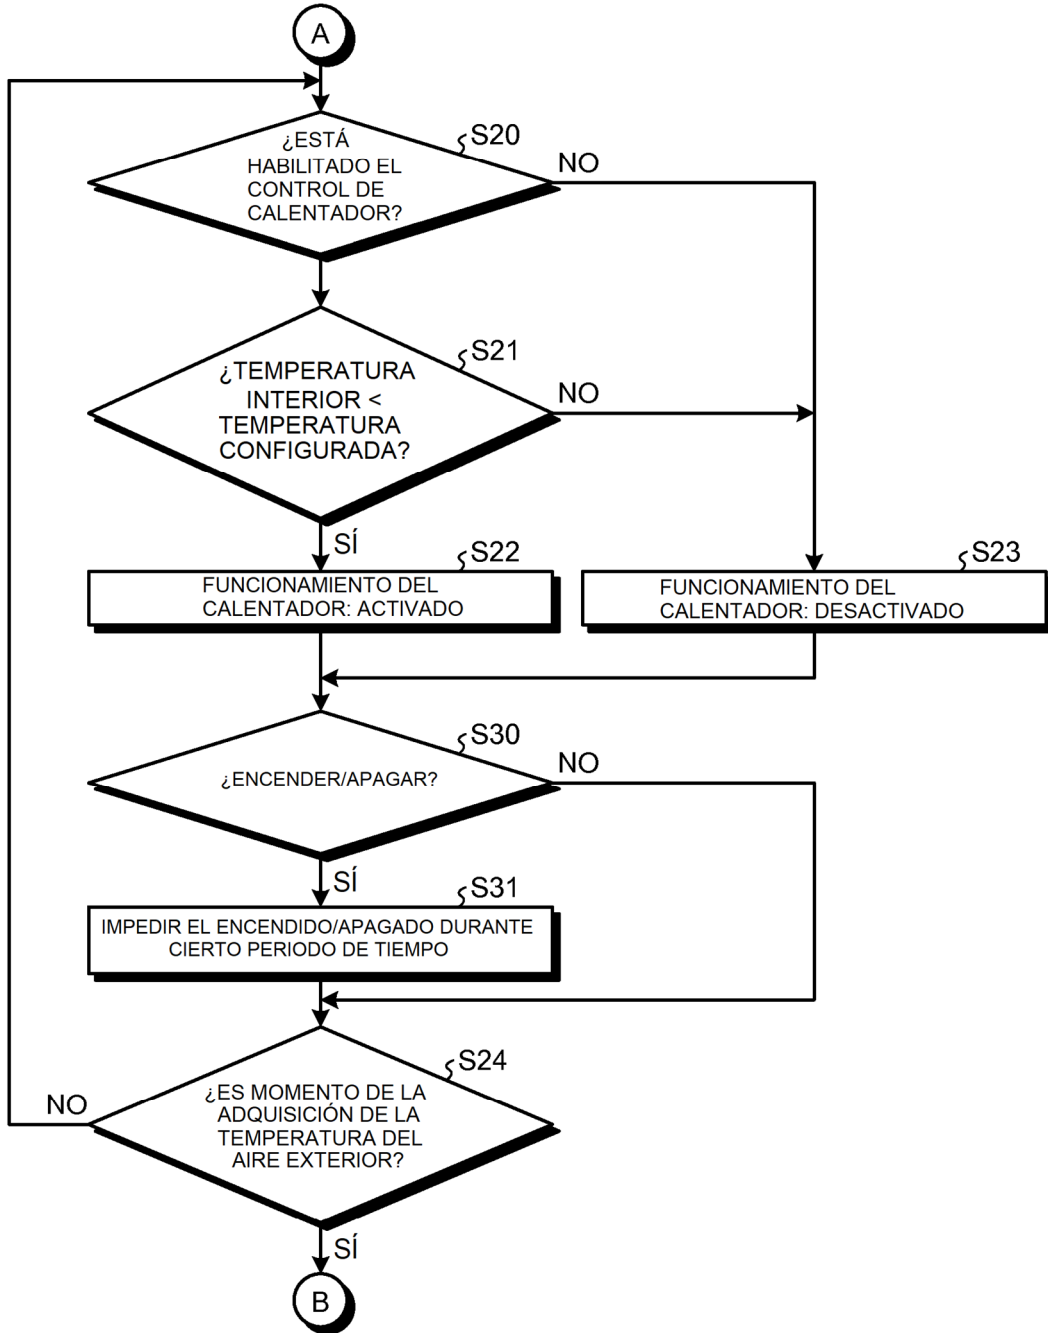 A
S20
¿ESTÁ
HABILITADO EL
CONTROL DE
CALENTADOR?
NO
S21
¿TEMPERATURA
INTERIOR <
TEMPERATURA
CONFIGURADA?
NO
SÍ
S22
FUNCIONAMIENTO DEL
CALENTADOR: ACTIVADO
S23
FUNCIONAMIENTO DEL
CALENTADOR: DESACTIVADO
S30
¿ENCENDER/APAGAR?
NO
SÍ
S31
IMPEDIR EL ENCENDIDO/APAGADO DURANTE
CIERTO PERIODO DE TIEMPO
S24
¿ES MOMENTO DE LA
ADQUISICIÓN DE LA
TEMPERATURA DEL
AIRE EXTERIOR?
NO
SÍ
B